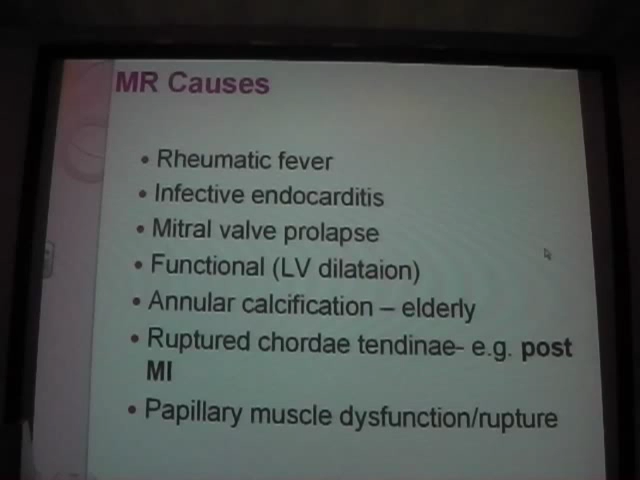 MR Causes
• Rheumatic fever
• Infective endocarditis
• Mitral valve prolapse
• Functional (LV dilataion)
• Annular calcification – elderly
• Ruptured chordae tendinae- e.g. post
MI
• Papillary muscle dysfunction/rupture